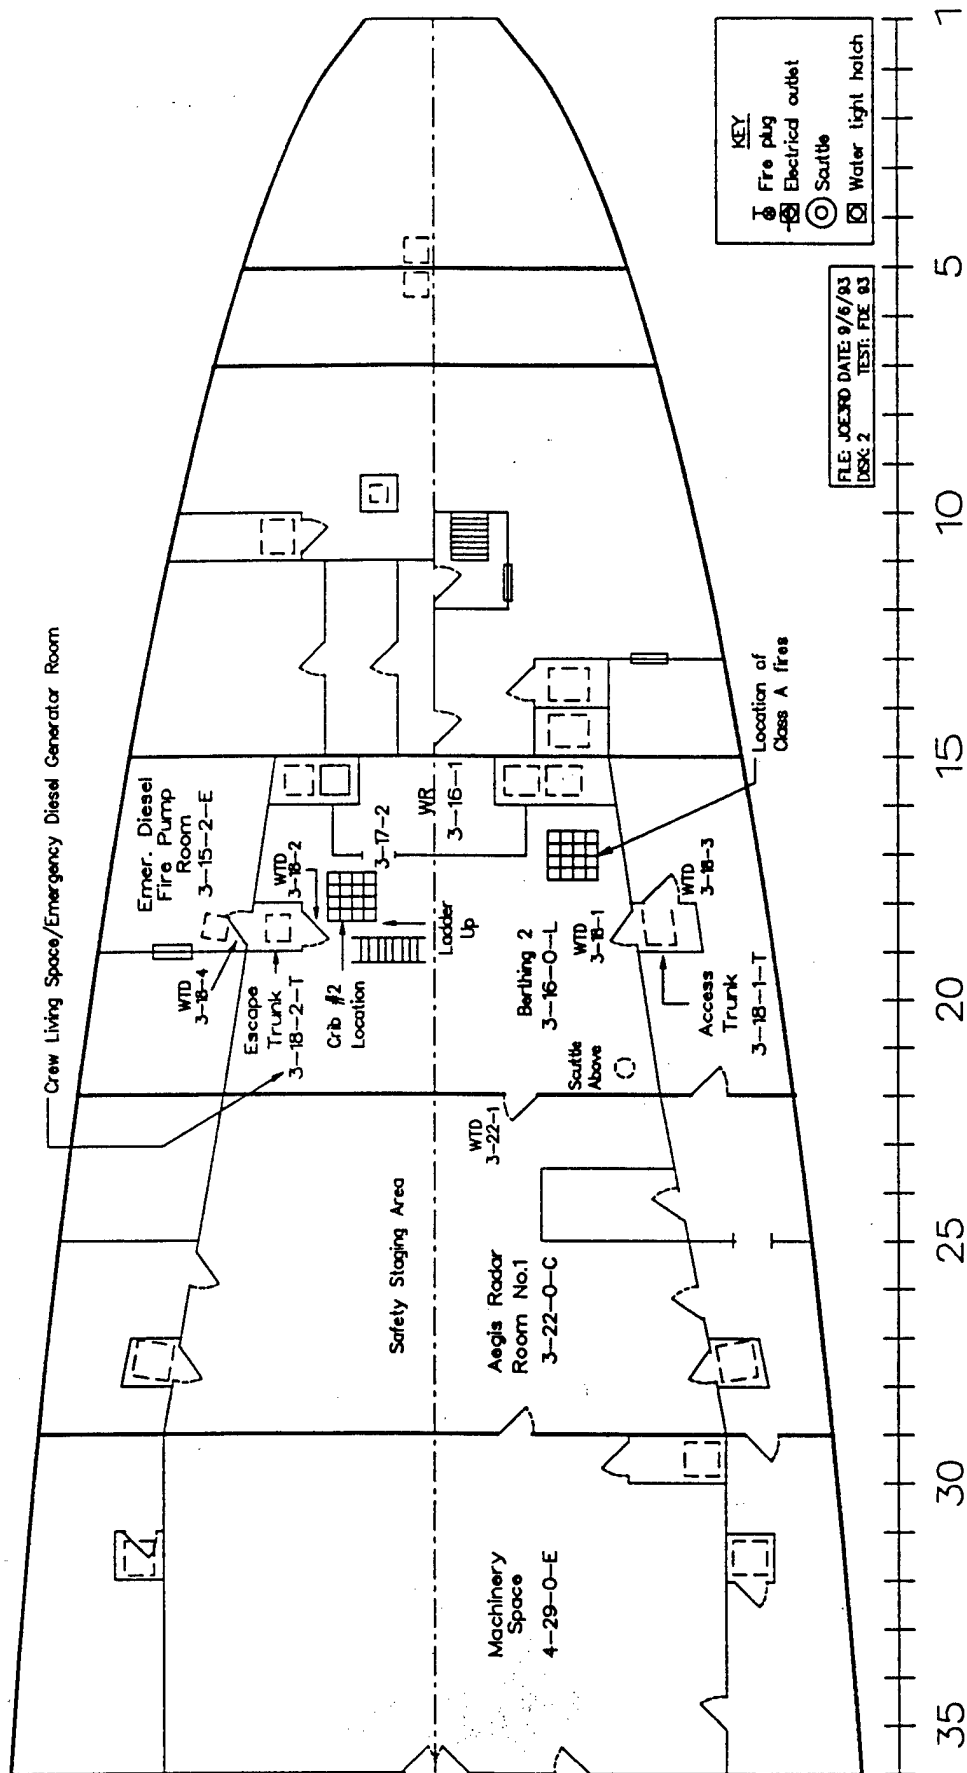 Crew Living Space/Emergency Diesel Generator Room
Emer. Diesel
Fire Pump
Room
3-15-2-E
WTD
3-18-4
WTD
3-18-2
Escape
Trunk
3-18-2-T
Crib #2
Location
3-17-2
Ladder
Up
WR
3-16-1
Berthing 2
3-16-0-L
WTD
3-18-1
WTD
3-18-3
Access
Trunk
3-18-1-T
Scuttle
Above
Location of
Class A fires
WTD
3-22-1
Safety Staging Area
Aegis Radar
Room No.1
3-22-0-C
Machinery
Space
4-29-0-E
KEY
Fire plug
Electrical outlet
Scuttle
Water tight hatch
FILE: JOE3RD DATE: 9/6/93
DISK: 2 TEST: FDE 93
35 30 25 20 15 10 5 1